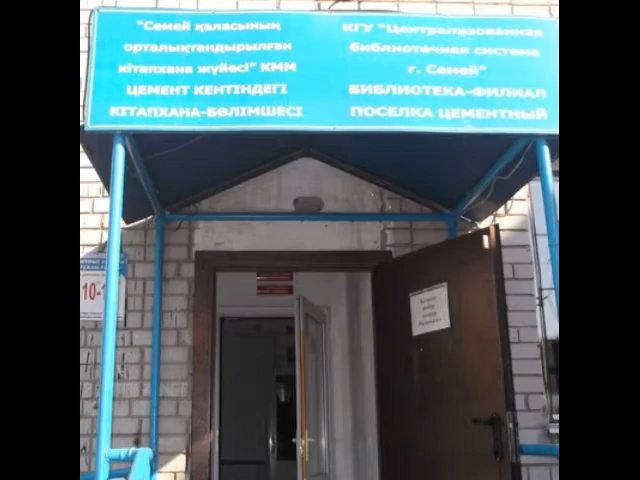 "Семей қаласының
орталықтандырылған
кітапхана жүйесі" КММ
ЦЕМЕНТ КЕНТІНДЕГІ
КІТАПХАНА-БӨЛІМШЕСІ
КГУ "Централизованная
библиотечная система
г. Семей"
БИБЛИОТЕКА-ФИЛИАЛ
ПОСЕЛКА ЦЕМЕНТНЫЙ
10-1